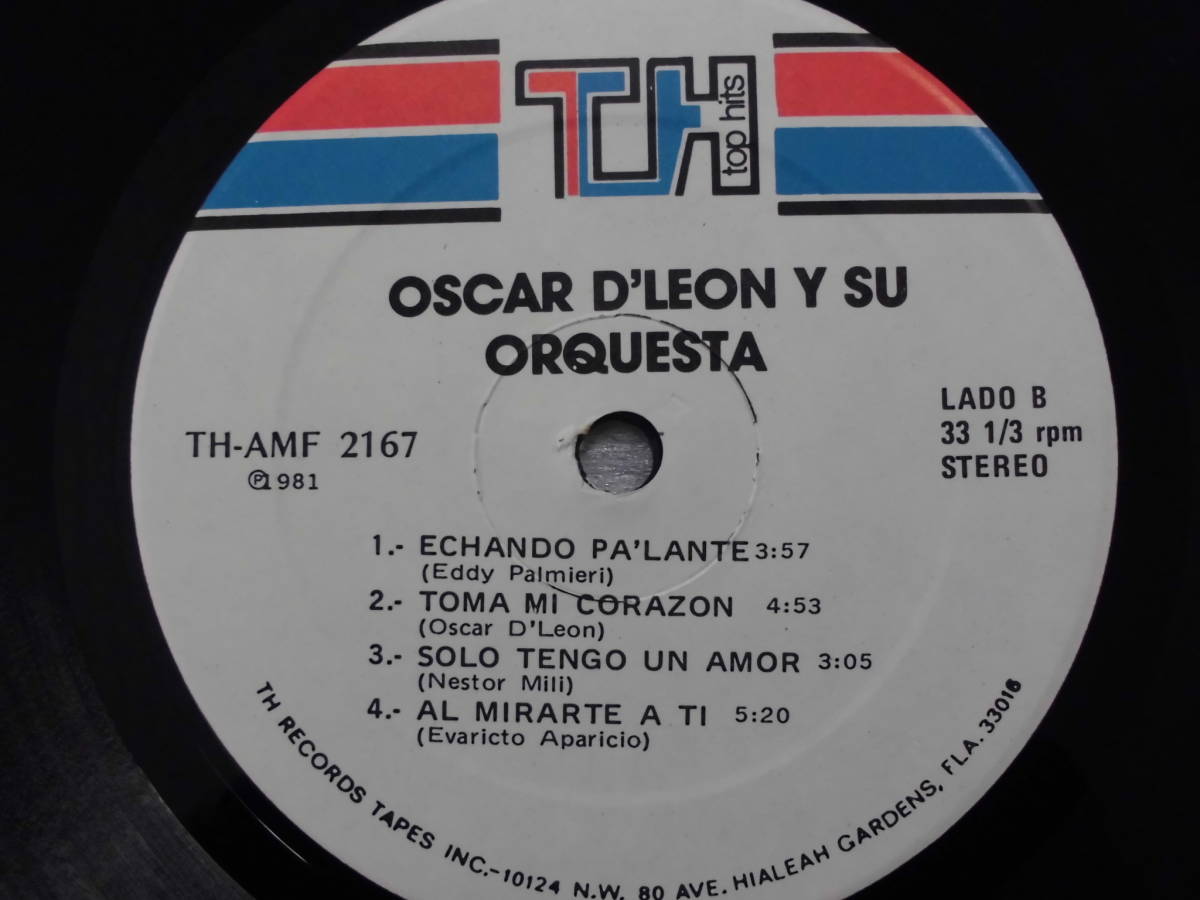 TH
top hits
OSCAR D'LEON Y SU
ORQUESTA
TH-AMF 2167
℗1981
LADO B
33 1/3 rpm
STEREO
1.- ECHANDO PA'LANTE 3:57
(Eddy Palmieri)
2.- TOMA MI CORAZON 4:53
(Oscar D'Leon)
3.- SOLO TENGO UN AMOR 3:05
(Nestor Mili)
4.- AL MIRARTE A TI 5:20
(Evaricto Aparicio)
TH RECORDS TAPES INC.-10124 N.W. 80 AVE. HIALEAH GARDENS, FLA. 33016